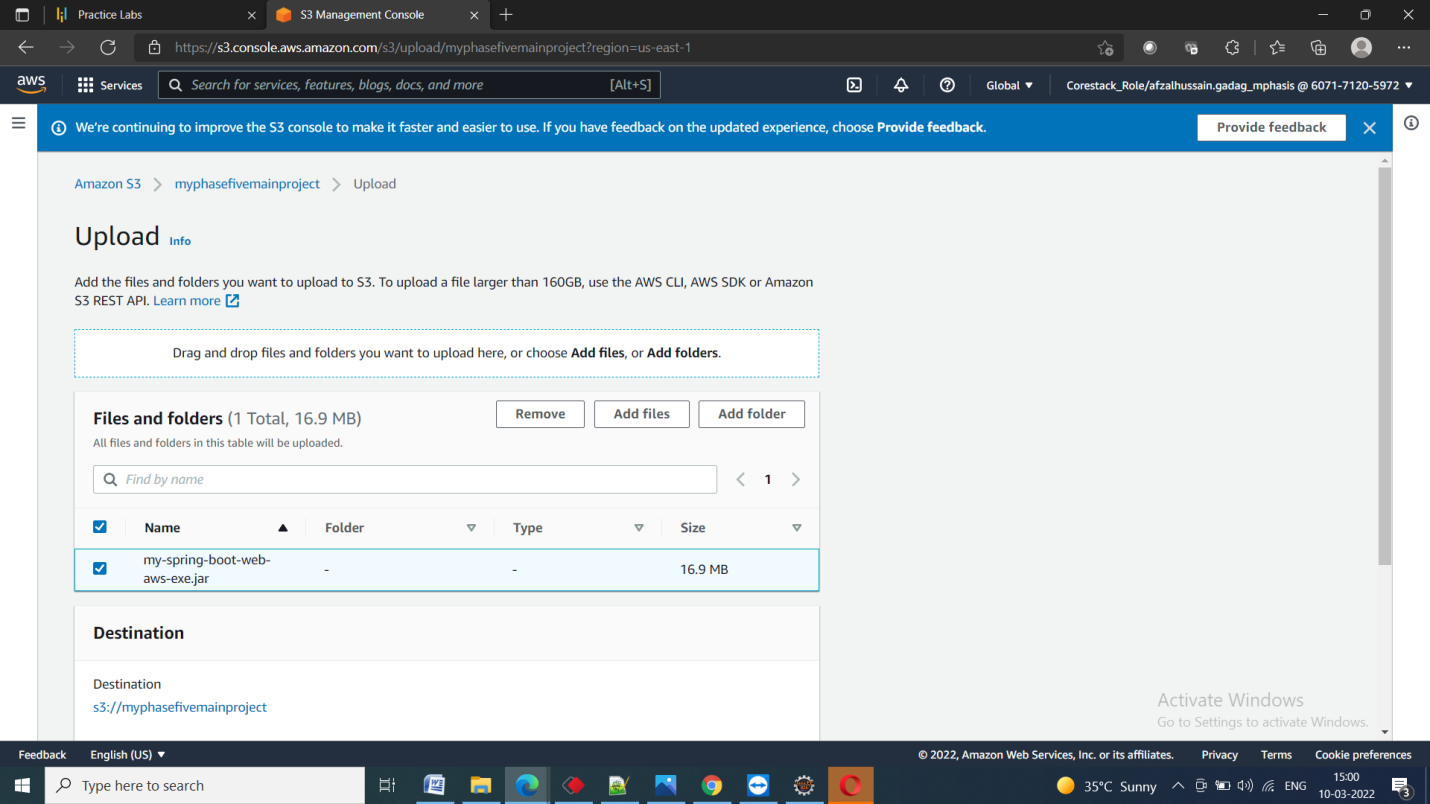 Practice Labs
S3 Management Console
https://s3.console.aws.amazon.com/s3/upload/myphasefivemainproject?region=us-east-1
aws
Services
Search for services, features, blogs, docs, and more
[Alt+S]
Global
Corestack_Role/afzalhussain.gadag_mphasis @ 6071-7120-5972
We're continuing to improve the S3 console to make it faster and easier to use. If you have feedback on the updated experience, choose Provide feedback.
Provide feedback
Amazon S3
myphasefivemainproject
Upload
Upload
Info
Add the files and folders you want to upload to S3. To upload a file larger than 160GB, use the AWS CLI, AWS SDK or Amazon
S3 REST API. Learn more
Drag and drop files and folders you want to upload here, or choose Add files, or Add folders.
Files and folders (1 Total, 16.9 MB)
Remove
Add files
Add folder
All files and folders in this table will be uploaded.
Find by name
1
Name
Folder
Type
Size
my-spring-boot-web-
aws-exe.jar
-
-
16.9 MB
Destination
Destination
s3://myphasefivemainproject
Activate Windows
Go to Settings to activate Windows.
Feedback
English (US)
© 2022, Amazon Web Services, Inc. or its affiliates.
Privacy
Terms
Cookie preferences
Type here to search
35°C Sunny
ENG
15:00
10-03-2022
3